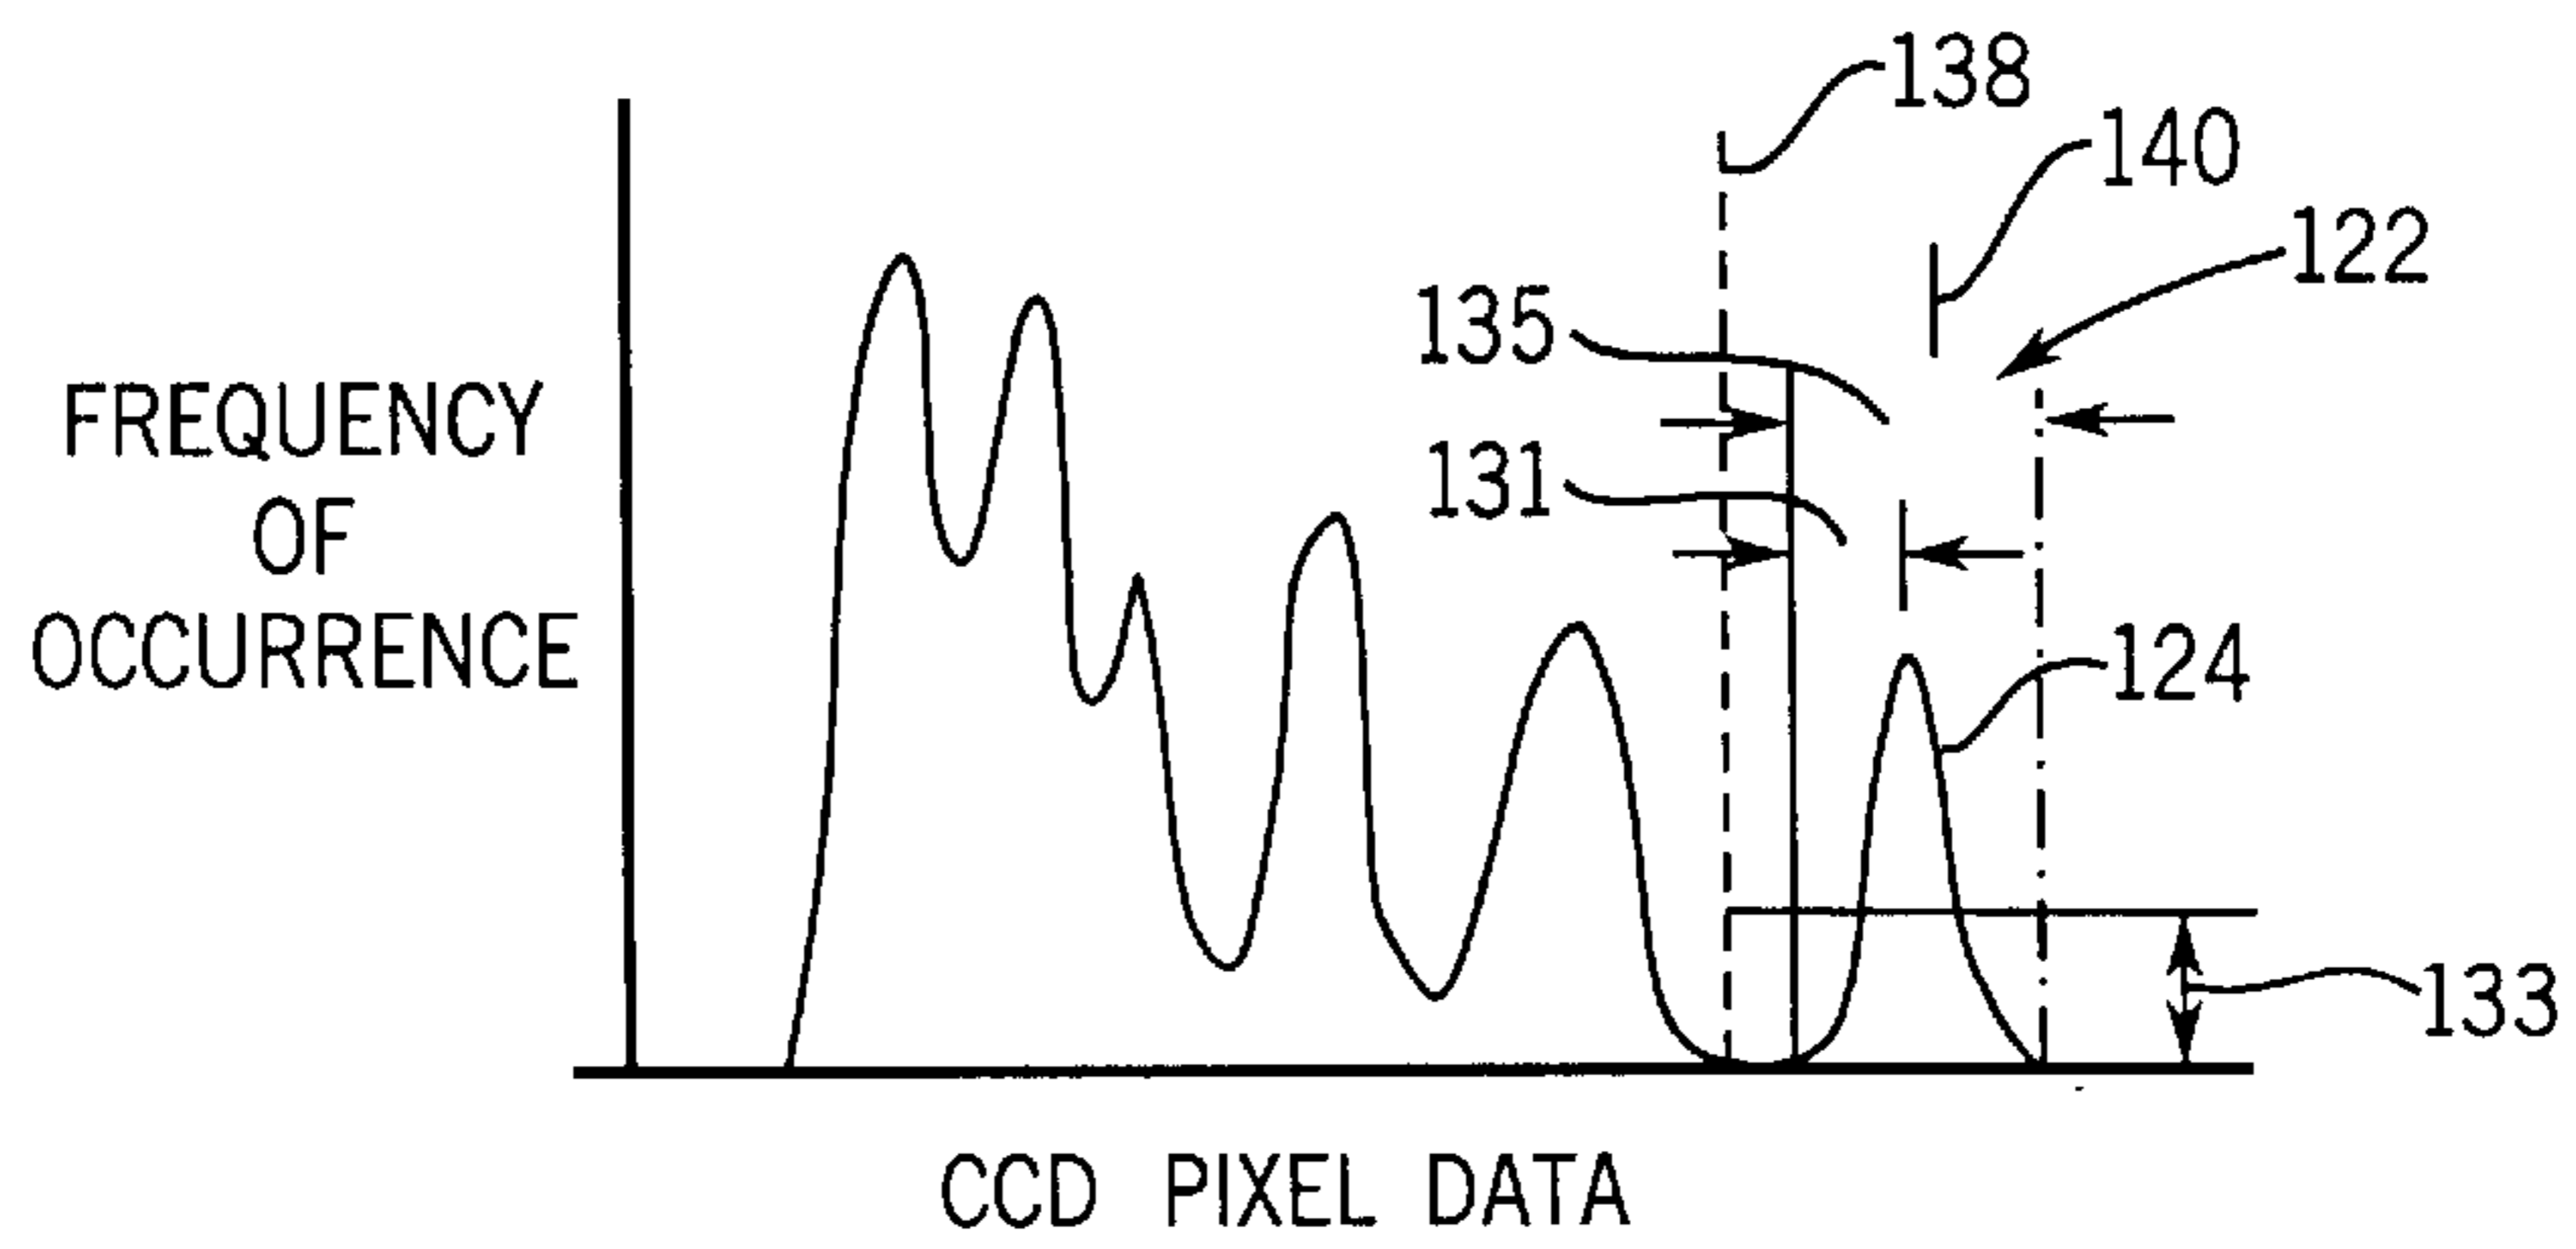 138
140
122
135
131
FREQUENCY
OF
OCCURRENCE
124
133
CCD PIXEL DATA